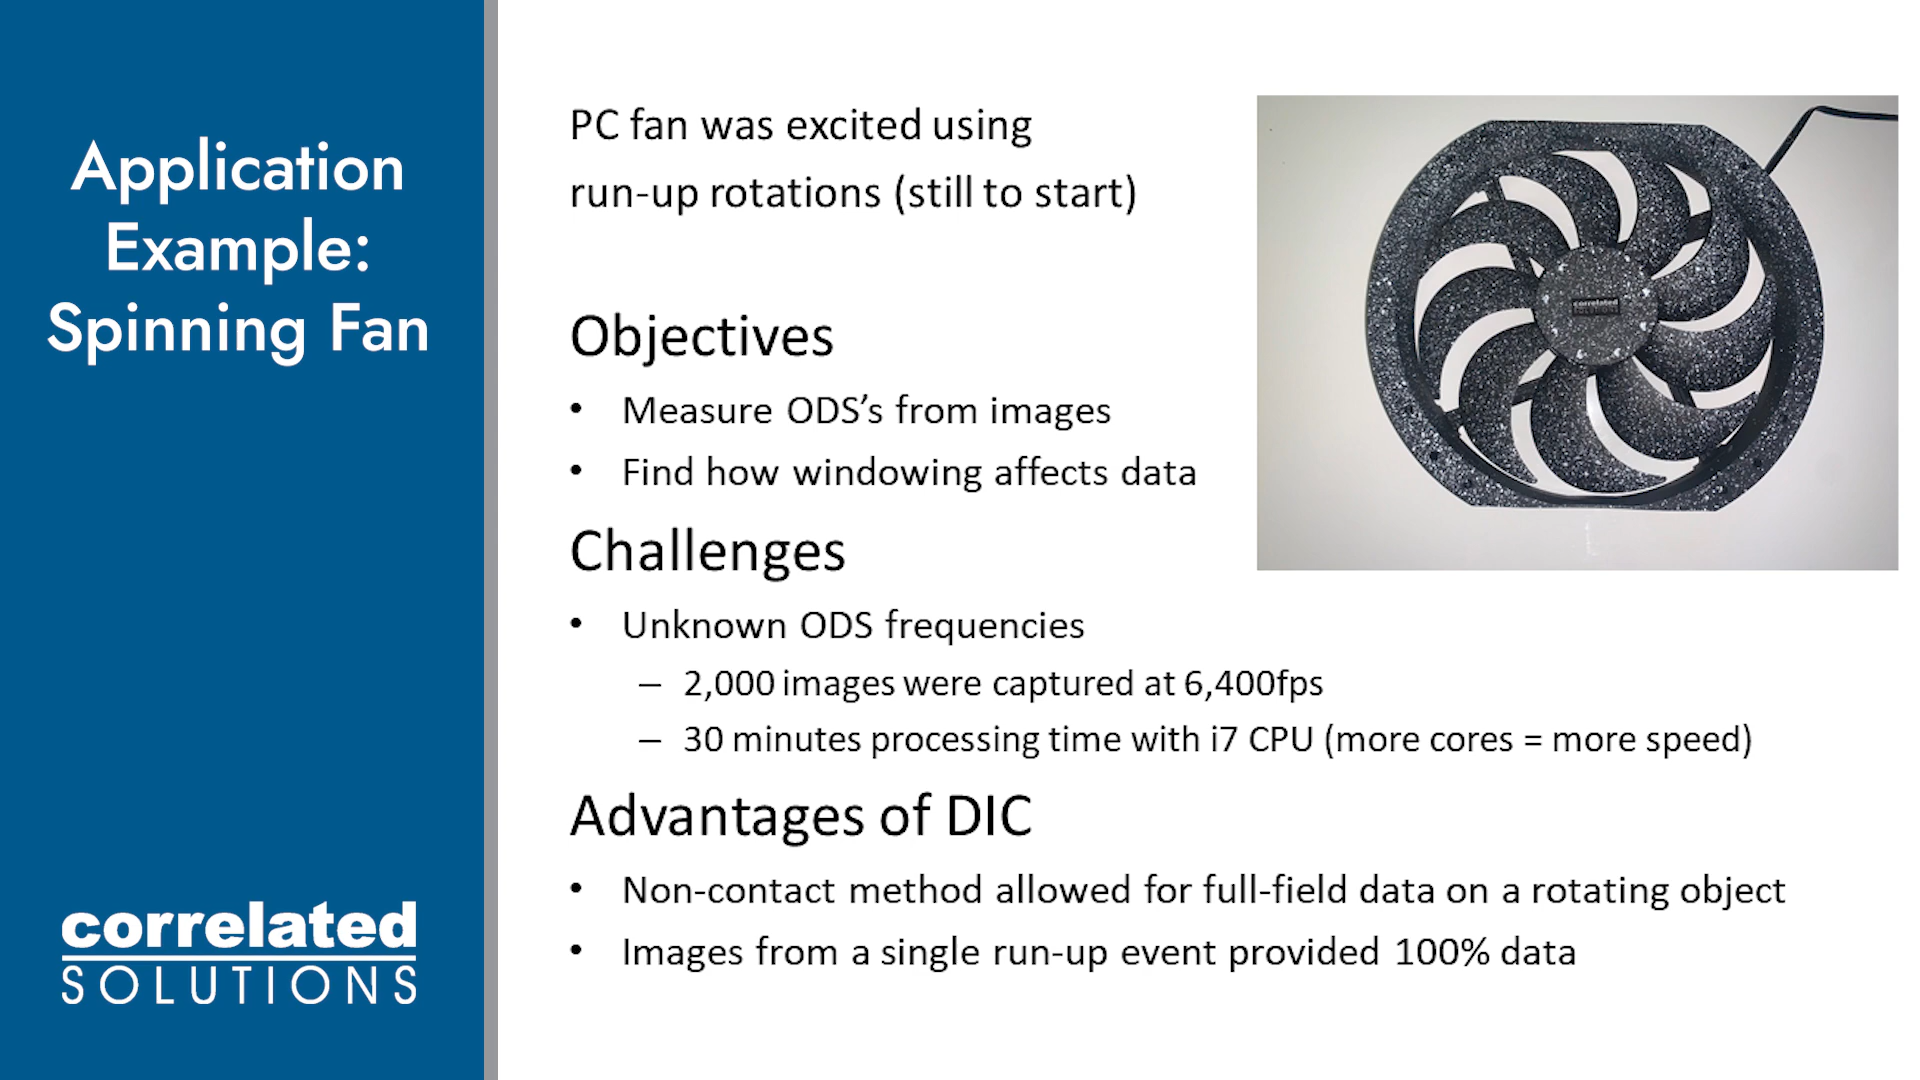 Application
Example:
Spinning Fan
correlated
SOLUTIONS
PC fan was excited using
run-up rotations (still to start)
Objectives
• Measure ODS’s from images
• Find how windowing affects data
Challenges
• Unknown ODS frequencies
– 2,000 images were captured at 6,400fps
– 30 minutes processing time with i7 CPU (more cores = more speed)
Advantages of DIC
• Non-contact method allowed for full-field data on a rotating object
• Images from a single run-up event provided 100% data
correlated
SOLUTIONS